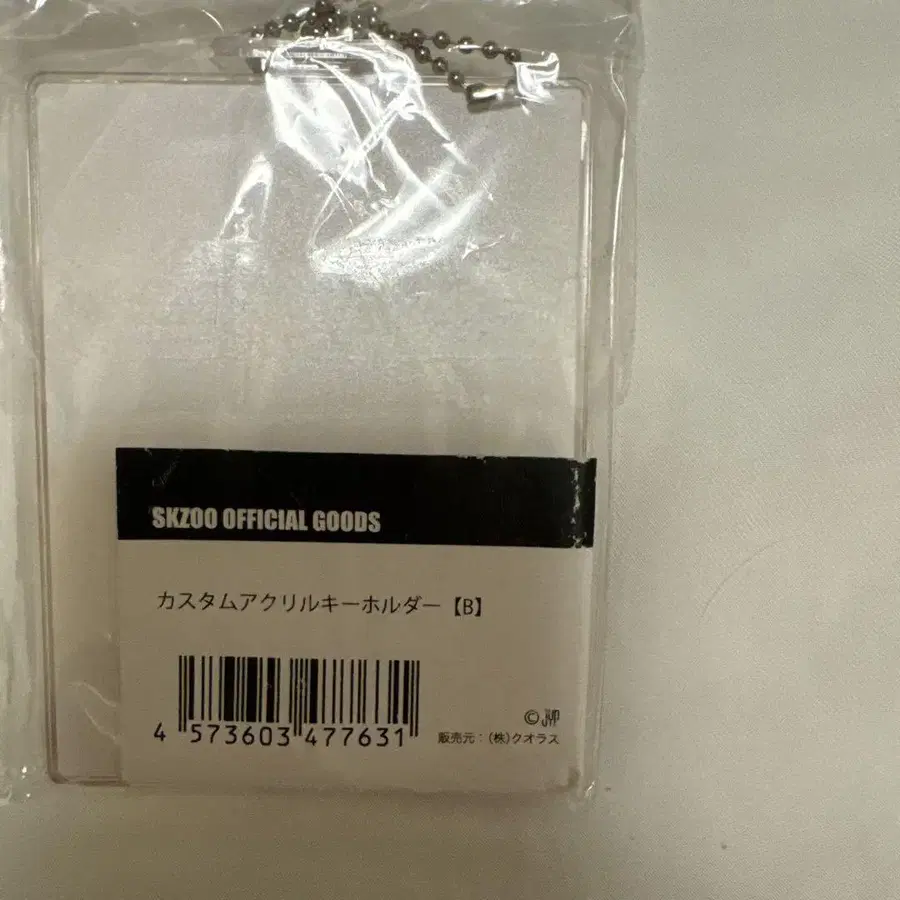 SKZOO OFFICIAL GOODS
カスタムアクリルキーホルダー【B】
4 573603 477631
© JYP
販売元：(株)クオラス